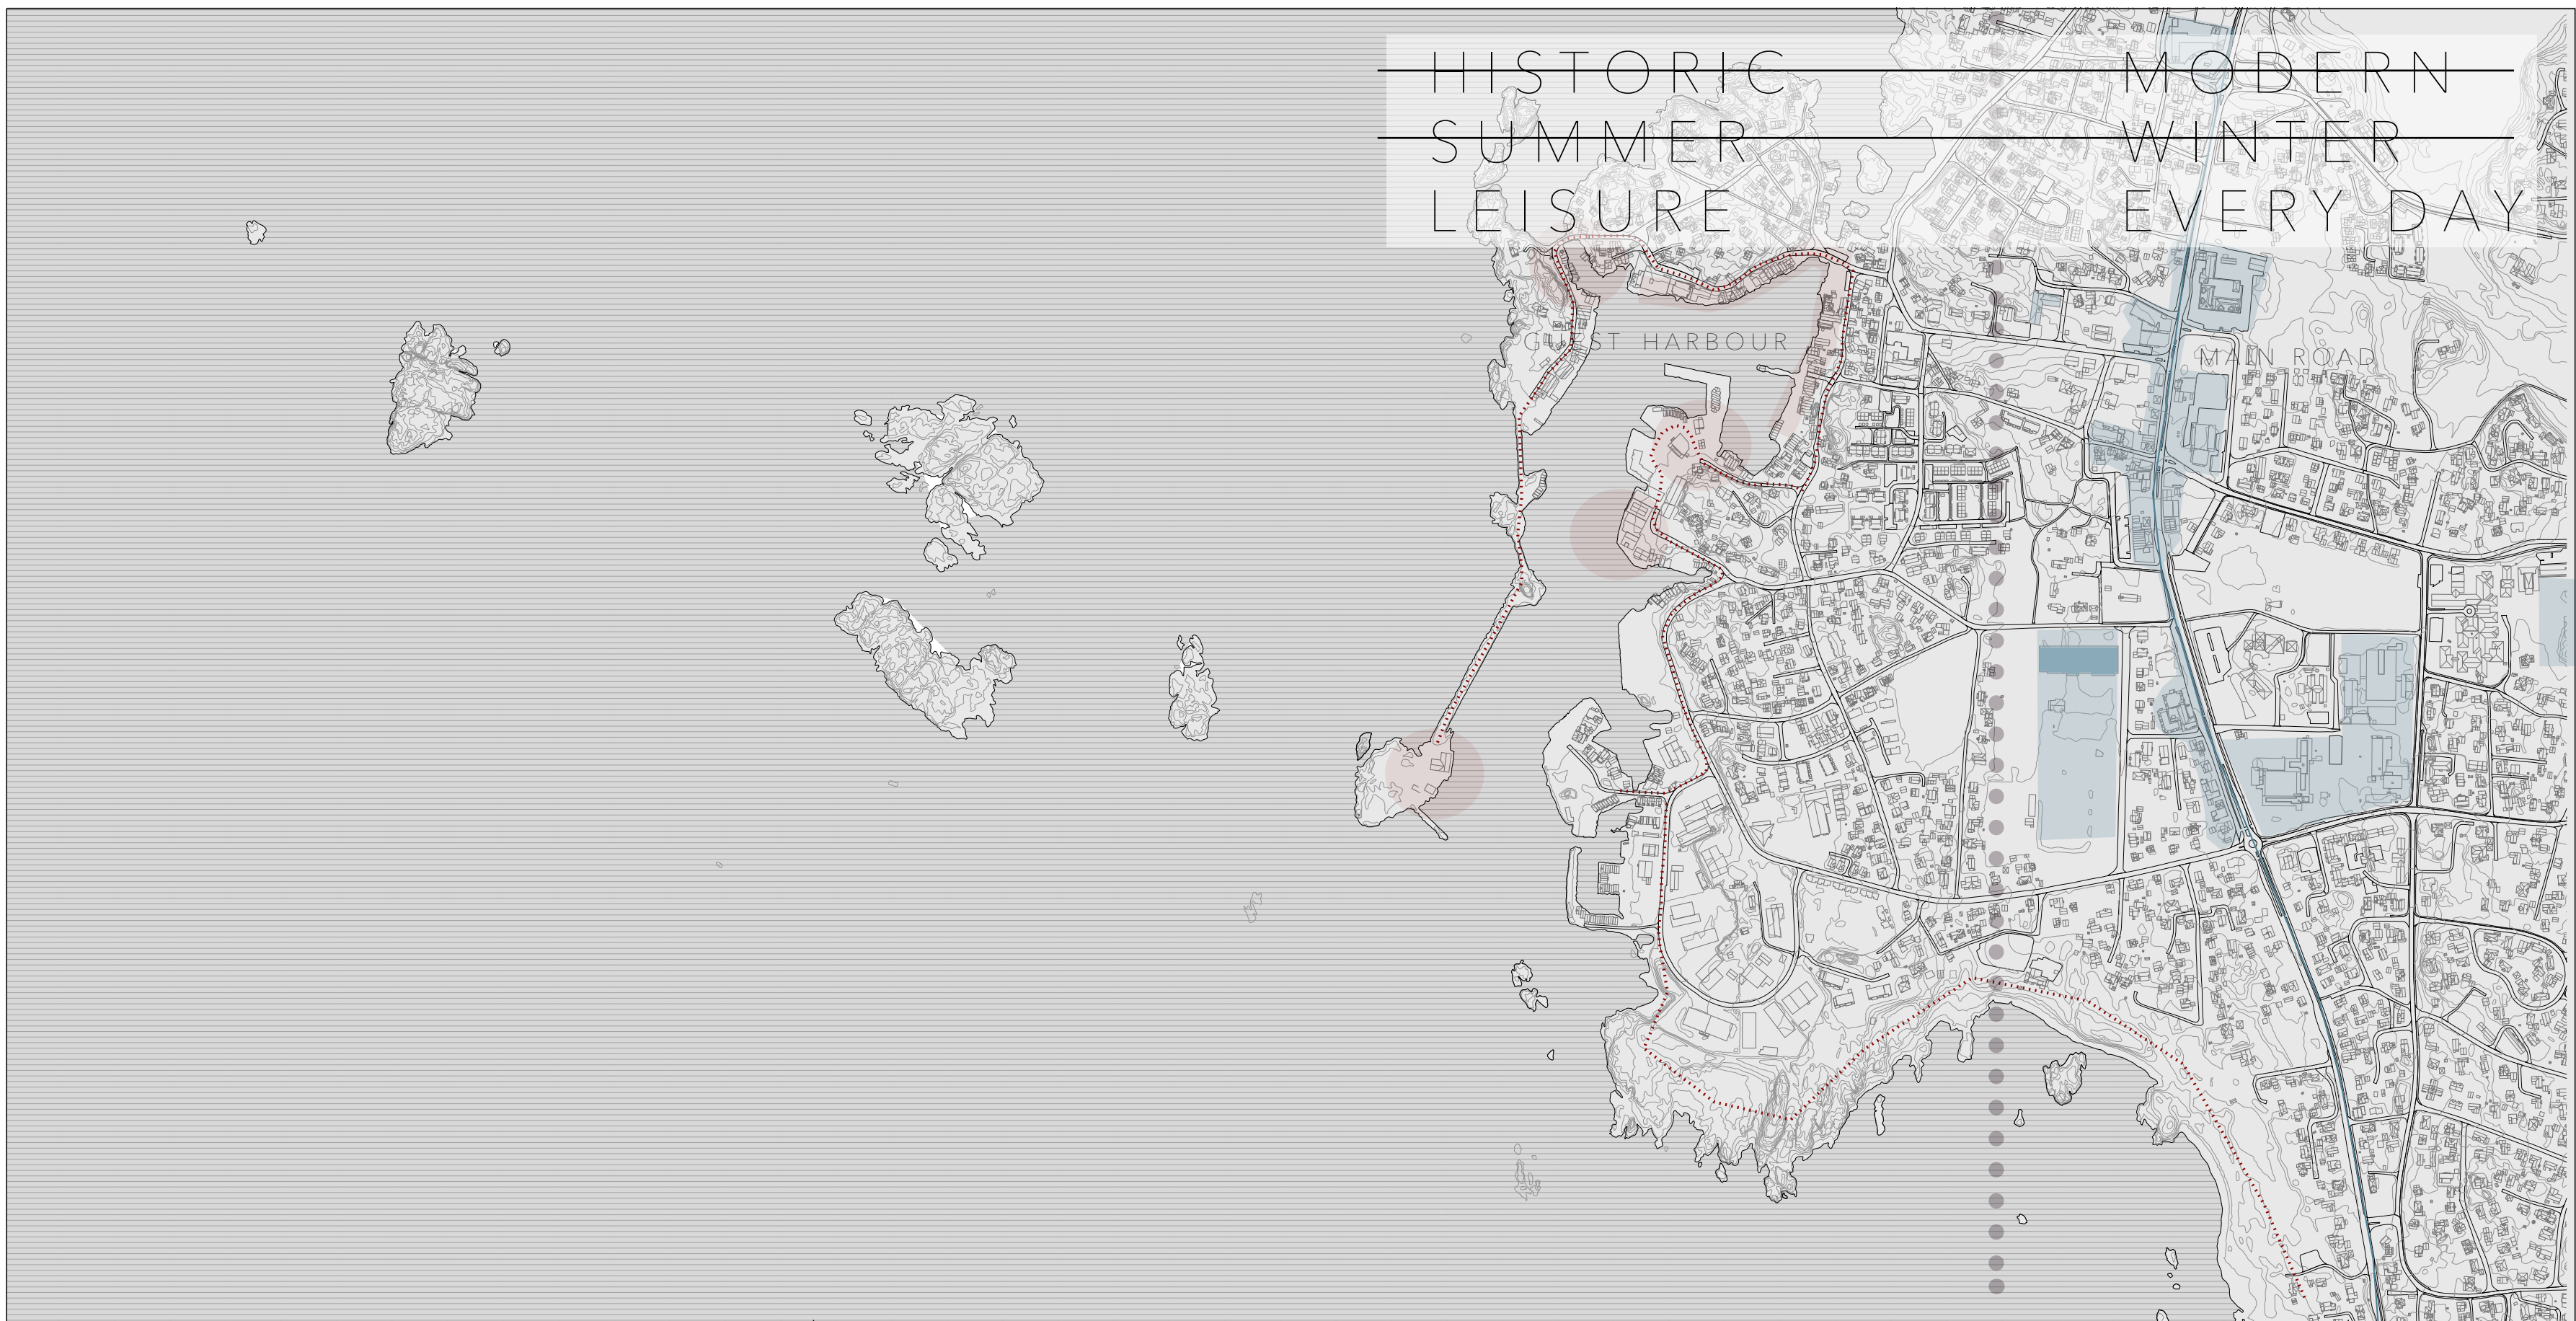 HISTORIC MODERN
SUMMER WINTER
LEISURE EVERY DAY
GUEST HARBOUR
MAIN ROAD